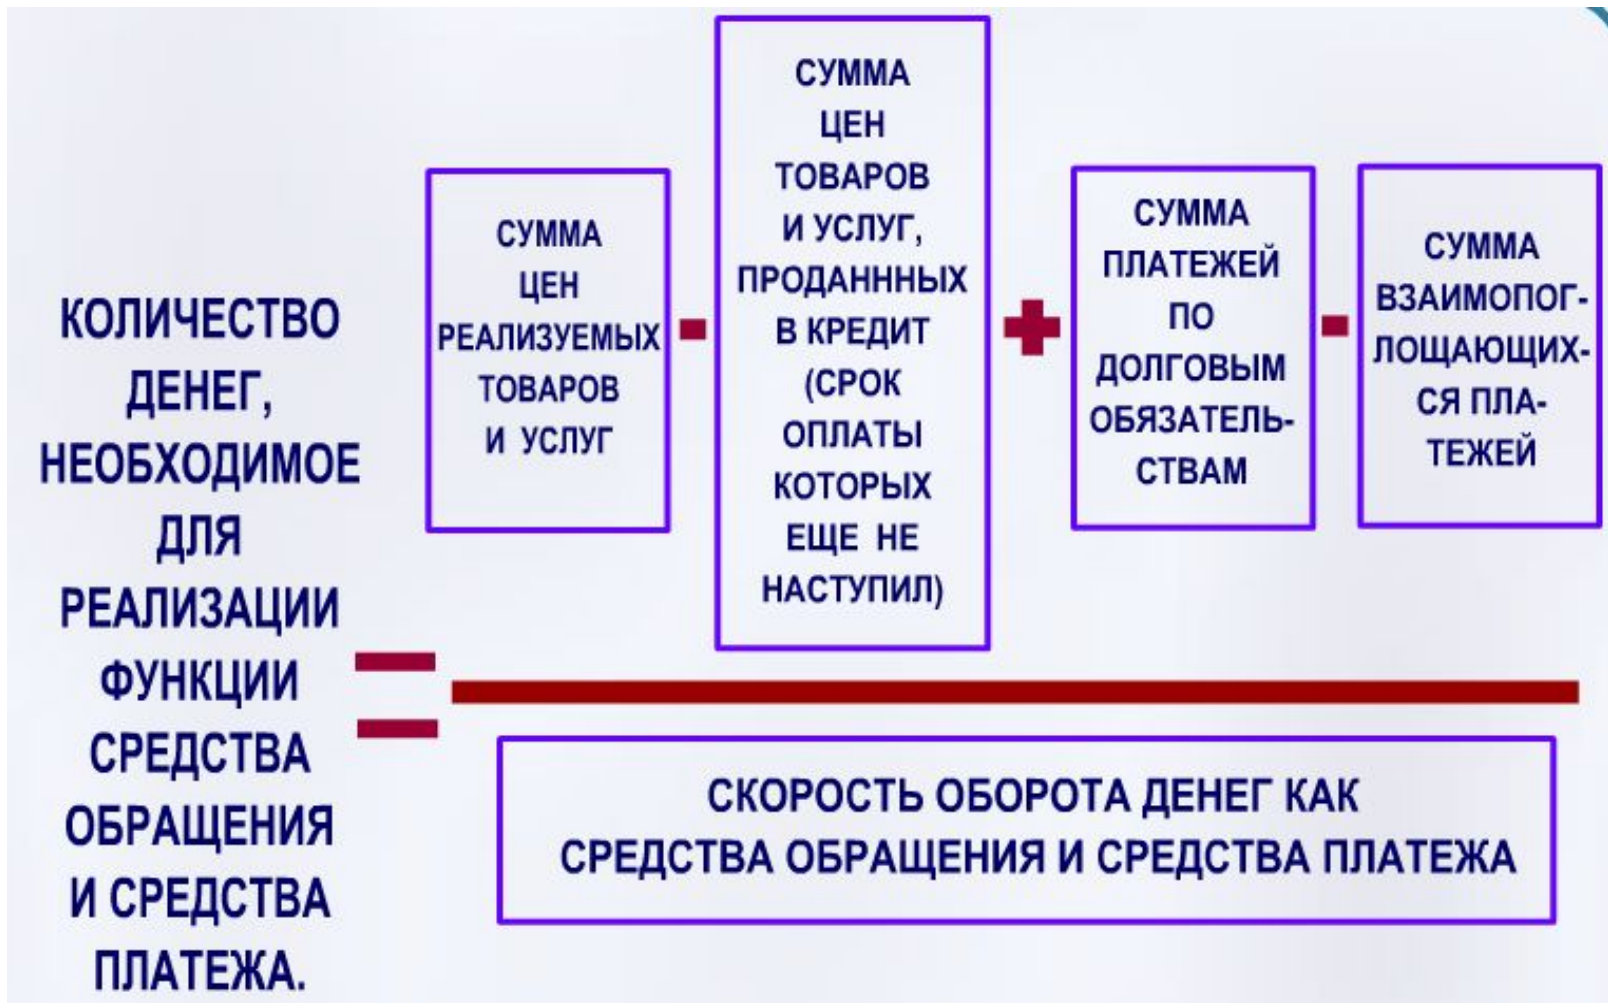 КОЛИЧЕСТВО
ДЕНЕГ,
НЕОБХОДИМОЕ
ДЛЯ
РЕАЛИЗАЦИИ
ФУНКЦИИ
СРЕДСТВА
ОБРАЩЕНИЯ
И СРЕДСТВА
ПЛАТЕЖА.
=
СУММА
ЦЕН
РЕАЛИЗУЕМЫХ
ТОВАРОВ
И УСЛУГ
-
СУММА
ЦЕН
ТОВАРОВ
И УСЛУГ,
ПРОДАНННЫХ
В КРЕДИТ
(СРОК
ОПЛАТЫ
КОТОРЫХ
ЕЩЕ НЕ
НАСТУПИЛ)
+
СУММА
ПЛАТЕЖЕЙ
ПО
ДОЛГОВЫМ
ОБЯЗАТЕЛЬ-
СТВАМ
-
СУММА
ВЗАИМОПОГ-
ЛОЩАЮЩИХ-
СЯ ПЛА-
ТЕЖЕЙ
СКОРОСТЬ ОБОРОТА ДЕНЕГ КАК
СРЕДСТВА ОБРАЩЕНИЯ И СРЕДСТВА ПЛАТЕЖА